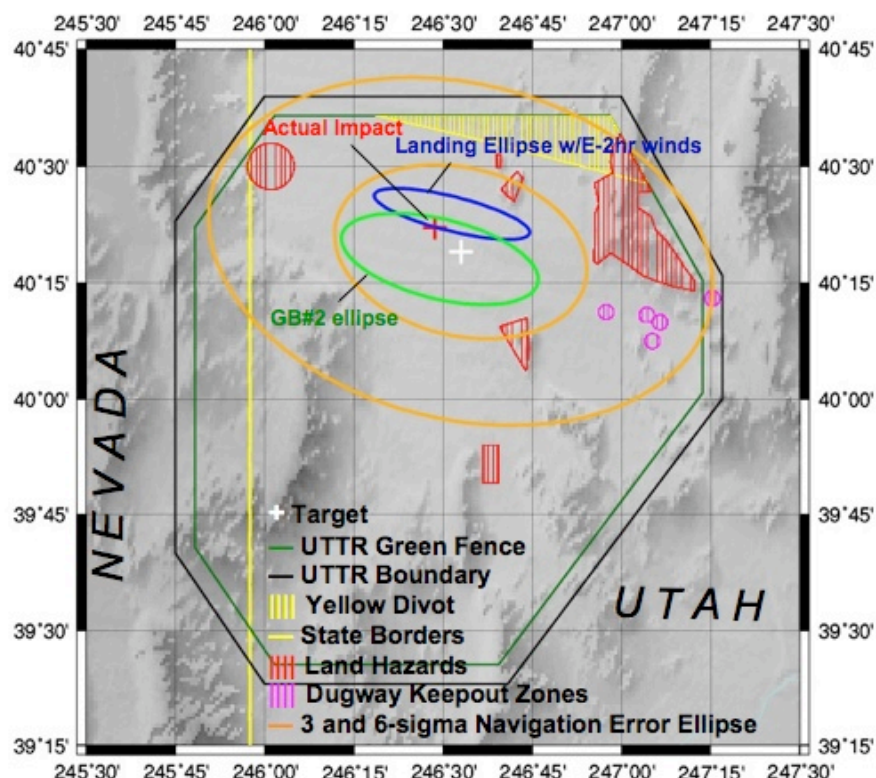 245˚30' 245˚45' 246˚00' 246˚15' 246˚30' 246˚45' 247˚00' 247˚15' 247˚30'
40˚45' 40˚45'
Actual Impact
Landing Ellipse w/E-2hr winds
40˚30' 40˚30'
40˚15' 40˚15'
GB#2 ellipse
40˚00' 40˚00'
NEVADA
39˚45' 39˚45'
Target
UTTR Green Fence
UTTR Boundary
Yellow Divot
UTAH
39˚30' 39˚30'
State Borders
Land Hazards
Dugway Keepout Zones
3 and 6-sigma Navigation Error Ellipse
39˚15' 39˚15'
245˚30' 245˚45' 246˚00' 246˚15' 246˚30' 246˚45' 247˚00' 247˚15' 247˚30'